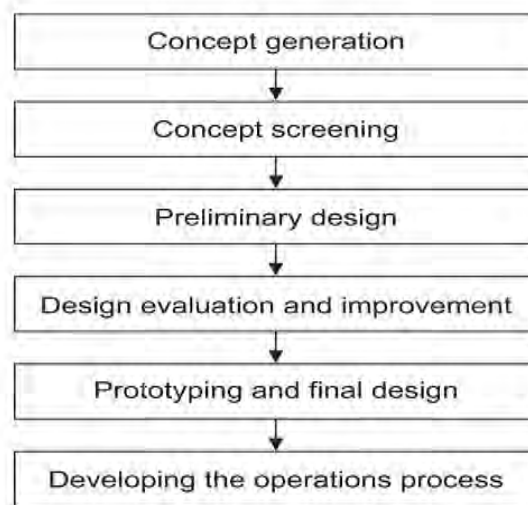 Concept generation
Concept screening
Preliminary design
Design evaluation and improvement
Prototyping and final design
Developing the operations process